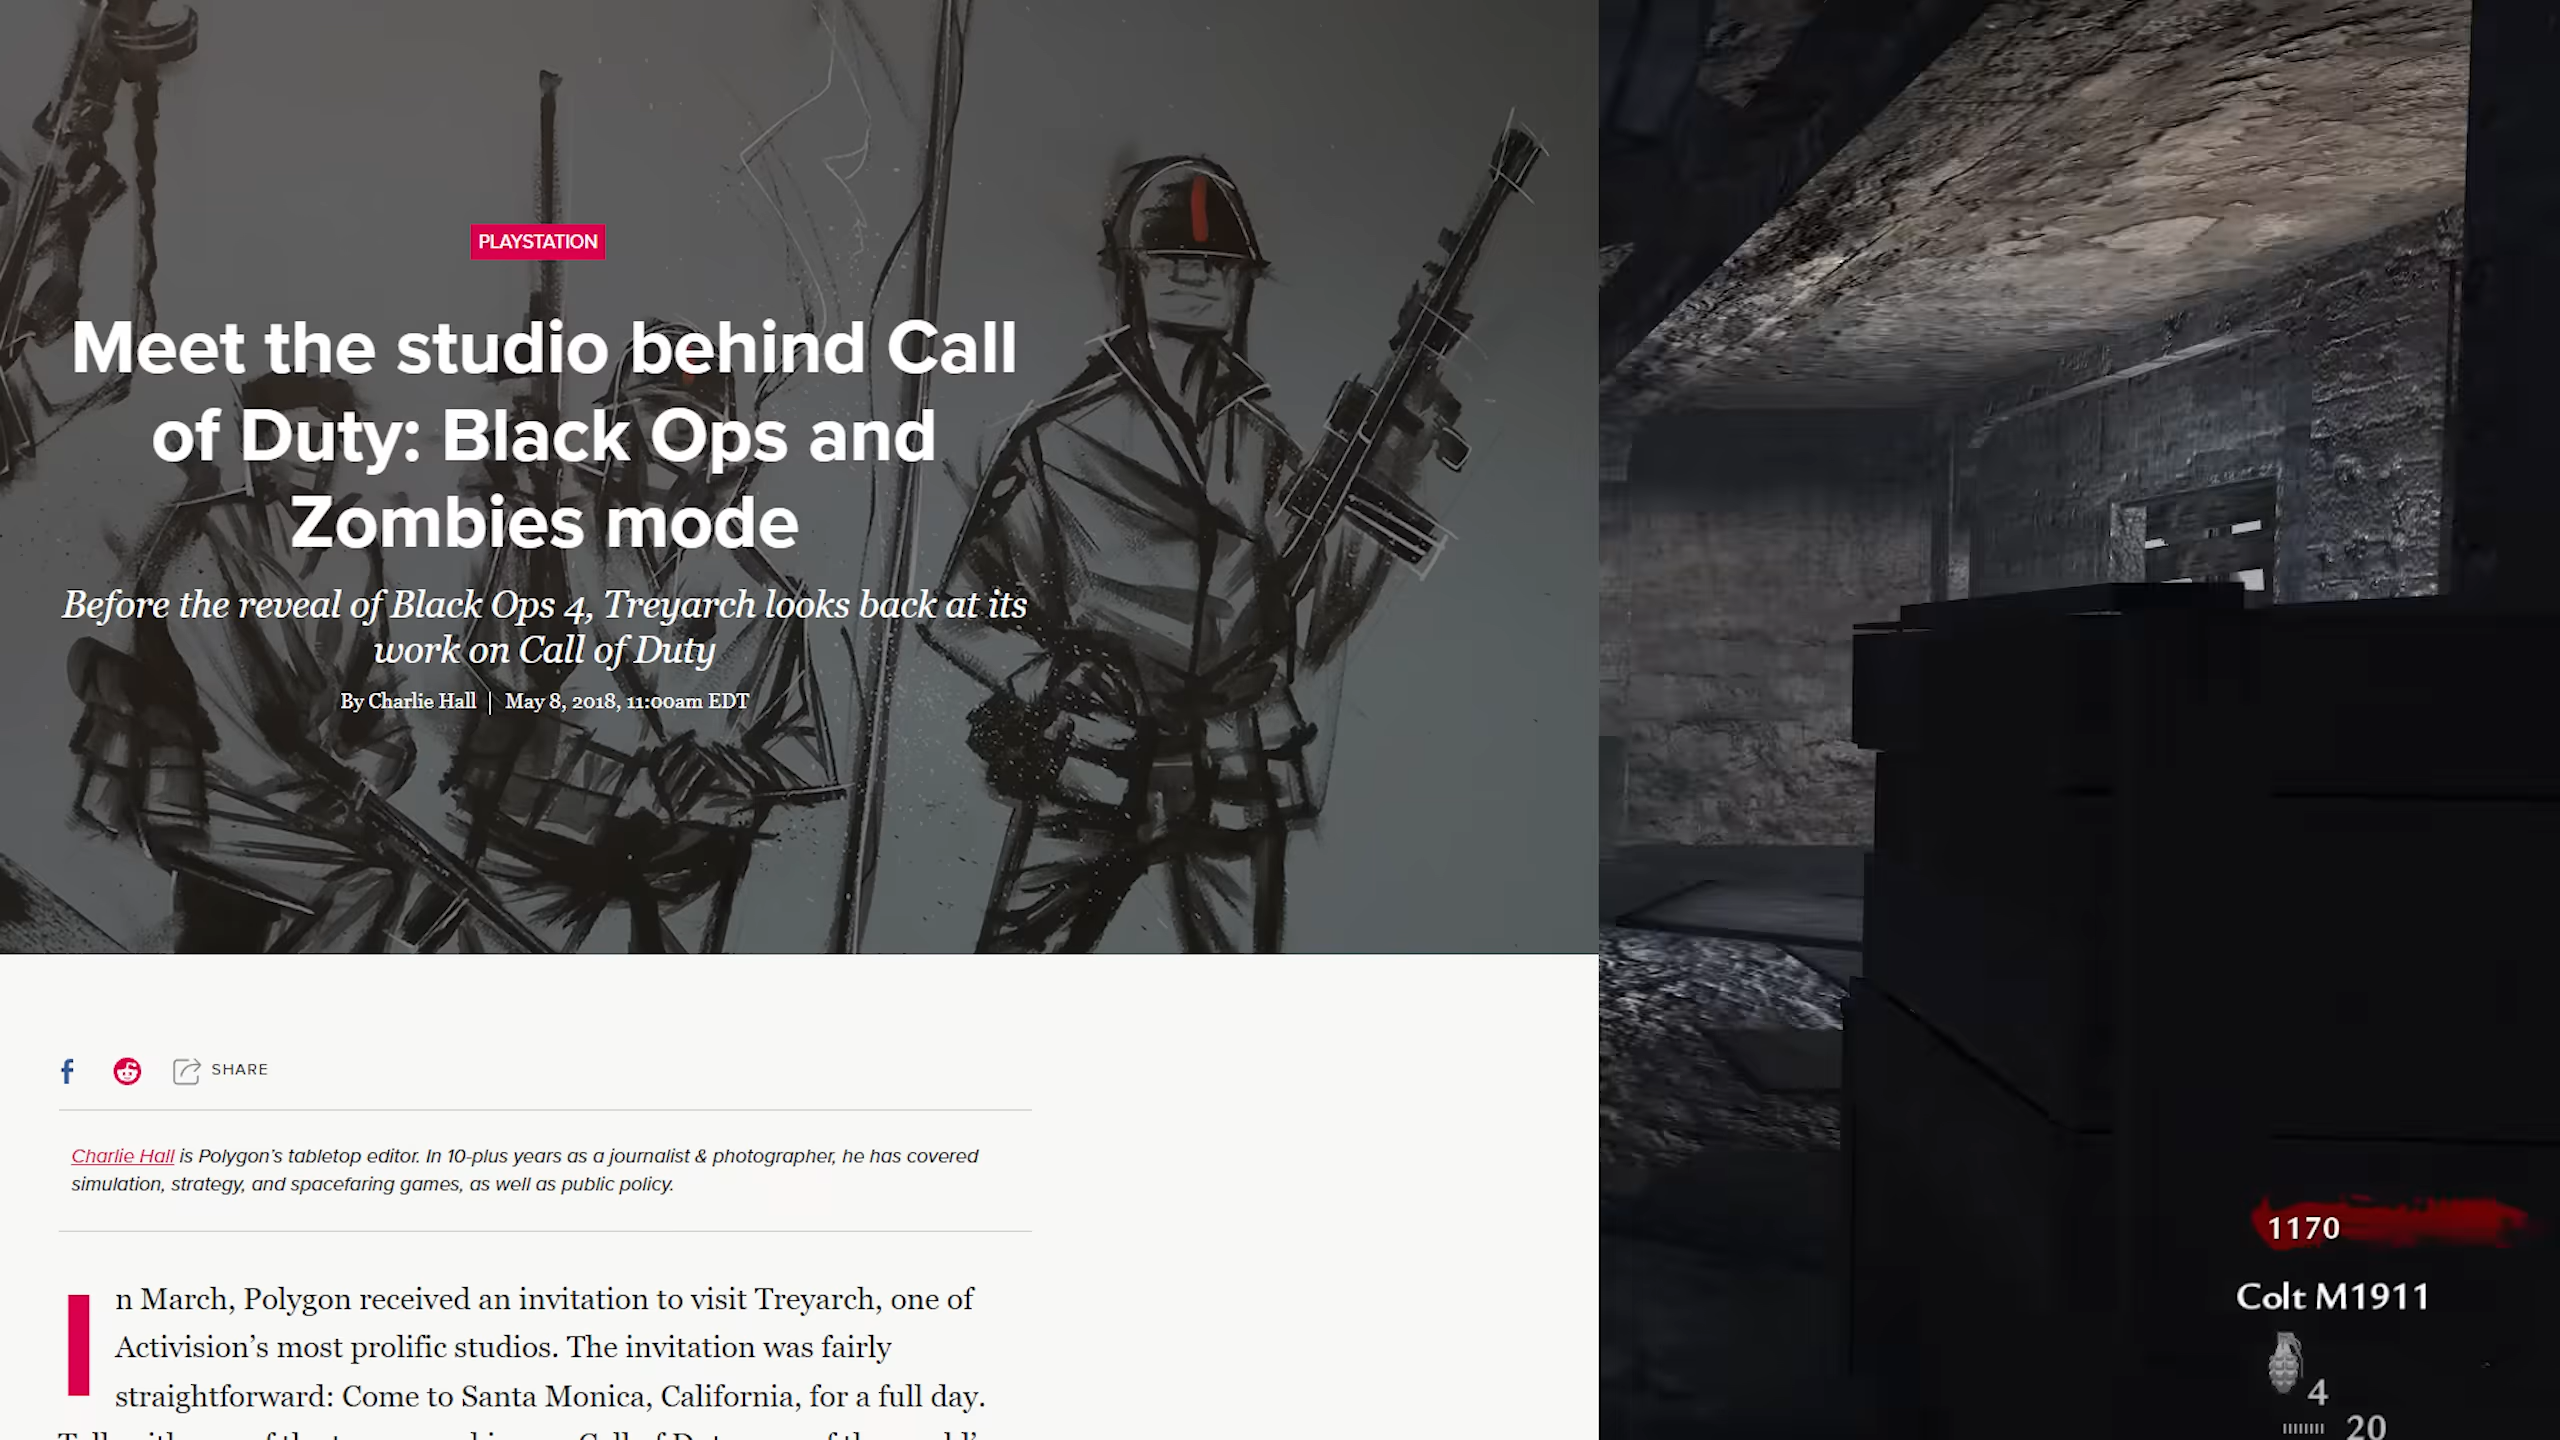 PLAYSTATION
Meet the studio behind Call
of Duty: Black Ops and
Zombies mode
Before the reveal of Black Ops 4, Treyarch looks back at its
work on Call of Duty
By Charlie Hall | May 8, 2018, 11:00am EDT
f
SHARE
Charlie Hall is Polygon’s tabletop editor. In 10-plus years as a journalist & photographer, he has covered
simulation, strategy, and spacefaring games, as well as public policy.
In March, Polygon received an invitation to visit Treyarch, one of
Activision’s most prolific studios. The invitation was fairly
straightforward: Come to Santa Monica, California, for a full day.
1170
Colt M1911
4
20